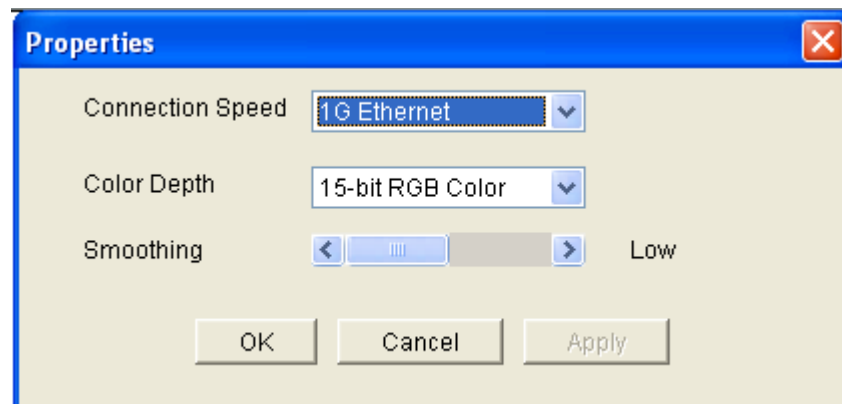 Properties
Connection Speed 1G Ethernet
Color Depth 15-bit RGB Color
Smoothing Low
OK Cancel Apply